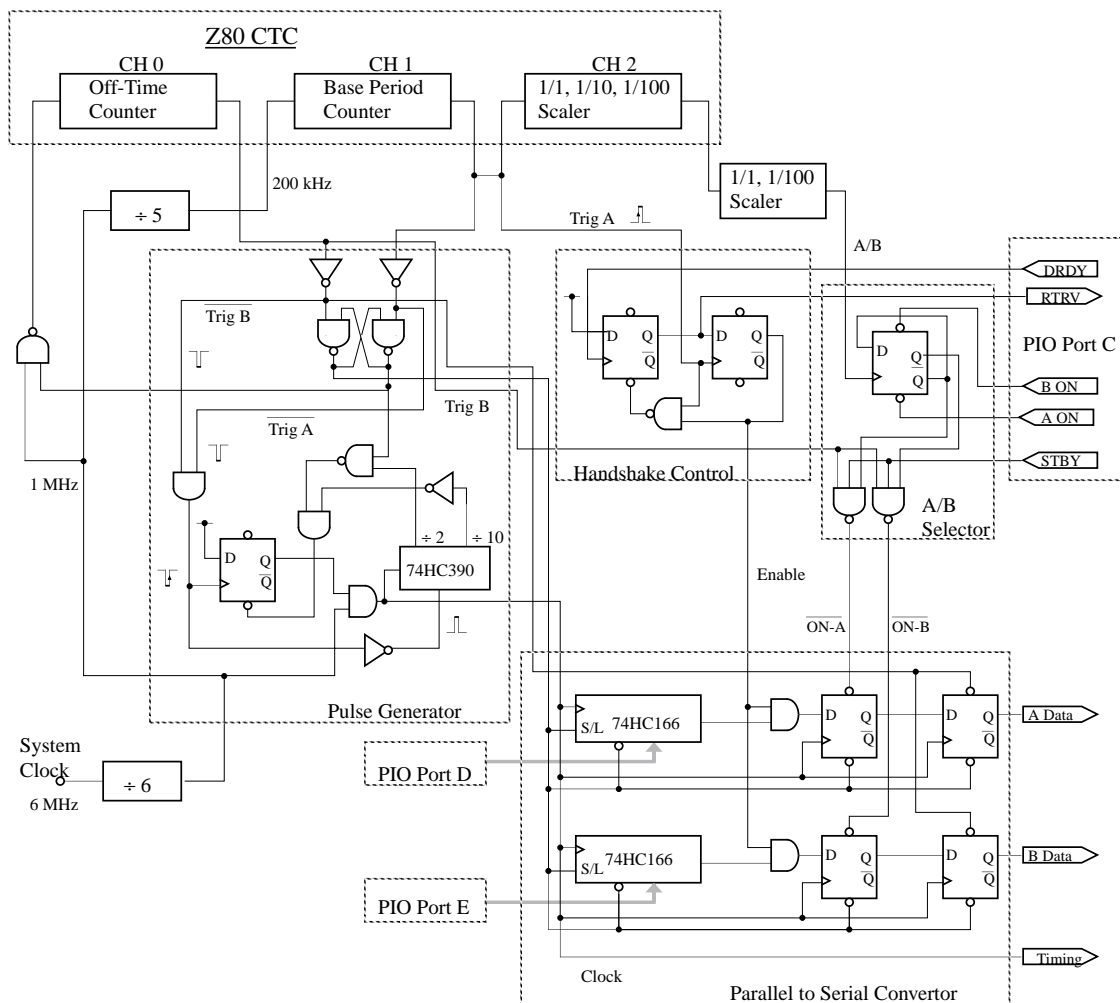 Z80 CTC
CH 0
CH 1
CH 2
Off-Time
Counter
Base Period
Counter
1/1, 1/10, 1/100
Scaler
200 kHz
÷ 5
1/1, 1/100
Scaler
Trig A
A/B
DRDY
RTRV
PIO Port C
B ON
A ON
STBY
Trig B
Trig B
Trig A
1 MHz
D
Q
Q
D
Q
Q
D
Q
Q
Handshake Control
A/B
Selector
÷ 2
÷ 10
74HC390
D
Q
Q
Enable
ON-A
ON-B
Pulse Generator
System
Clock
6 MHz
÷ 6
PIO Port D
74HC166
S/L
D
Q
Q
D
Q
Q
A Data
PIO Port E
74HC166
S/L
D
Q
Q
D
Q
Q
B Data
Clock
Timing
Parallel to Serial Convertor